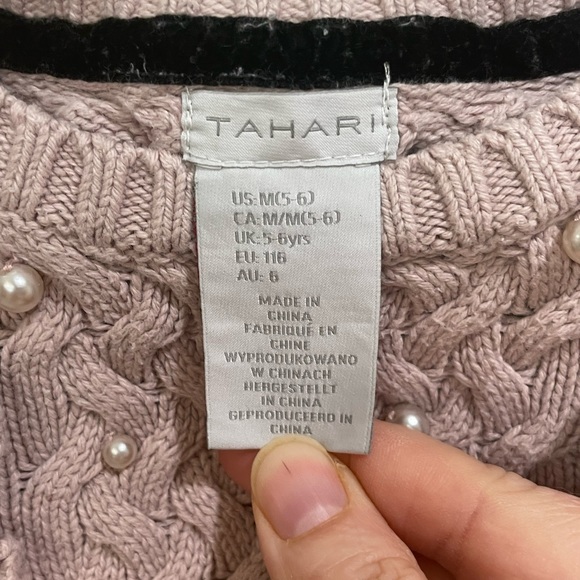 TAHARI
US: M(5-6)
CA: M/M(5-6)
UK: 5-6yrs
EU: 116
AU: 6
MADE IN
CHINA
FABRIQUÉ EN
CHINE
WYPRODUKOWANO
W CHINACH
HERGESTELLT
IN CHINA
GEPRODUCEERD IN
CHINA